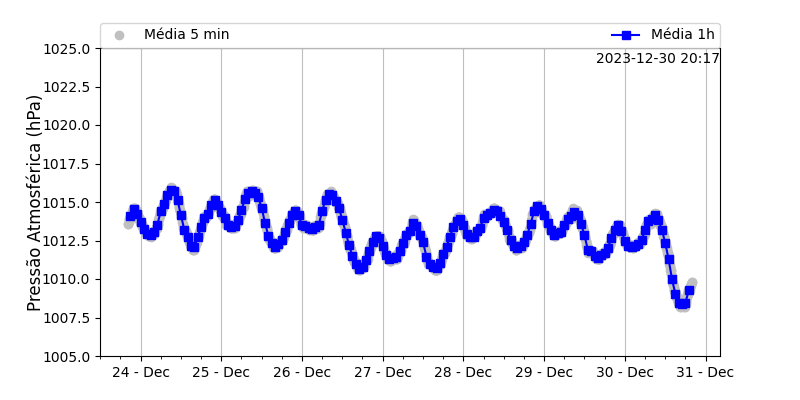 Média 5 min
Média 1h
2023-12-30 20:17
Pressão Atmosférica (hPa)
1025.0
1022.5
1020.0
1017.5
1015.0
1012.5
1010.0
1007.5
1005.0
24 - Dec
25 - Dec
26 - Dec
27 - Dec
28 - Dec
29 - Dec
30 - Dec
31 - Dec